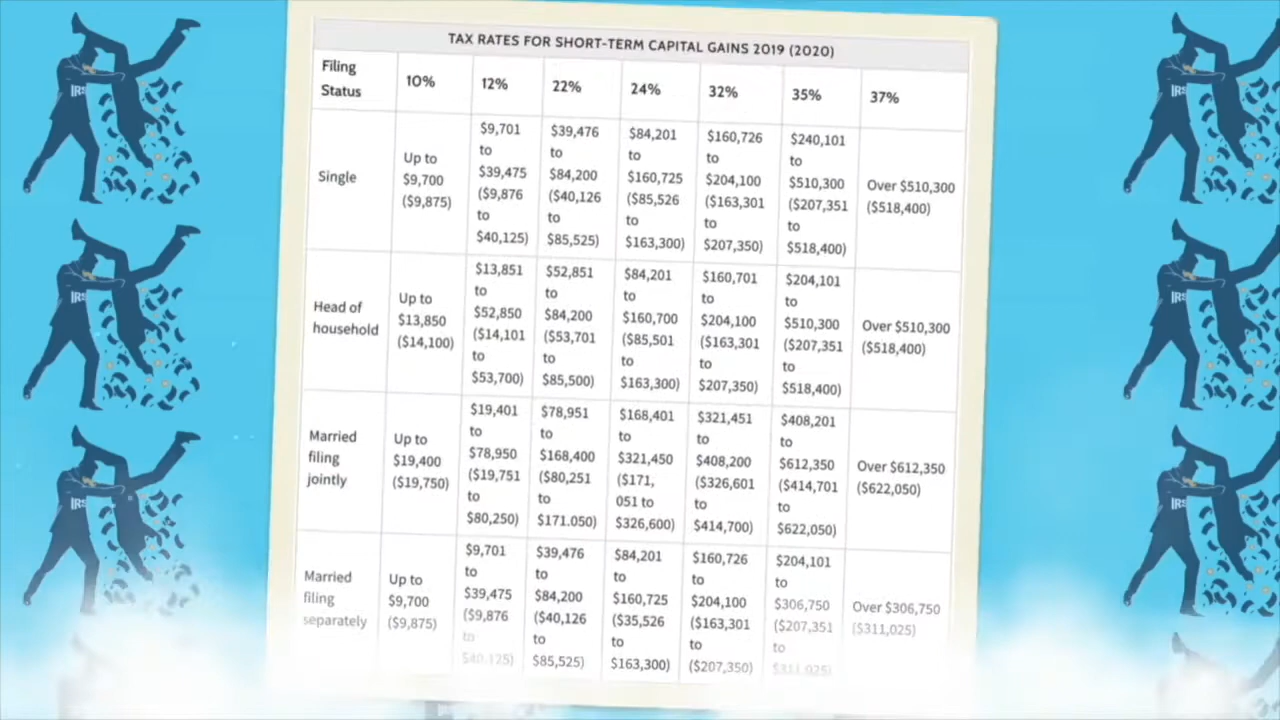 TAX RATES FOR SHORT-TERM CAPITAL GAINS 2019 (2020)
Filing
Status
10%
12%
22%
24%
32%
35%
37%
Single
Up to
$9,700
($9,875)
$9,701
to
$39,475
($9,876
to
$40,125)
$39,476
to
$84,200
($40,126
to
$85,525)
$84,201
to
$160,725
($85,526
to
$163,300)
$160,726
to
$204,100
($163,301
to
$207,350)
$240,101
to
$510,300
($207,351
to
$518,400)
Over $510,300
($518,400)
Head of
household
Up to
$13,850
($14,100)
$13,851
to
$52,850
($14,101
to
$53,700)
$52,851
to
$84,200
($53,701
to
$85,500)
$84,201
to
$160,700
($85,501
to
$163,300)
$160,701
to
$204,100
($163,301
to
$207,350)
$204,101
to
$510,300
($207,351
to
$518,400)
Over $510,300
($518,400)
Married
filing
jointly
Up to
$19,400
($19,750)
$19,401
to
$78,950
($19,751
to
$80,250)
$78,951
to
$168,400
($80,251
to
$171.050)
$168,401
to
$321,450
($171,
051 to
$326,600)
$321,451
to
$408,200
($326,601
to
$414,700)
$408,201
to
$612,350
($414,701
to
$622,050)
Over $612,350
($622,050)
Married
filing
separately
Up to
$9,700
($9,875)
$9,701
to
$39,475
($9,876
to
$40,125)
$39,476
to
$84,200
($40,126
to
$85,525)
$84,201
to
$160,725
($35,526
to
$163,300)
$160,726
to
$204,100
($163,301
to
($207,350)
$204,101
to
$306,750
($207,351
to
$311,025)
Over $306,750
($311,025)
IRS
IRS
IRS
IRS
IRS
IRS